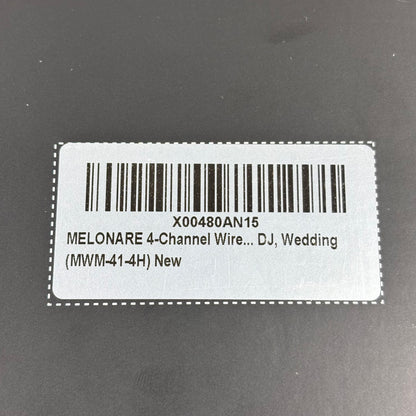 X00480AN15
MELONARE 4-Channel Wire... DJ, Wedding
(MWM-41-4H) New